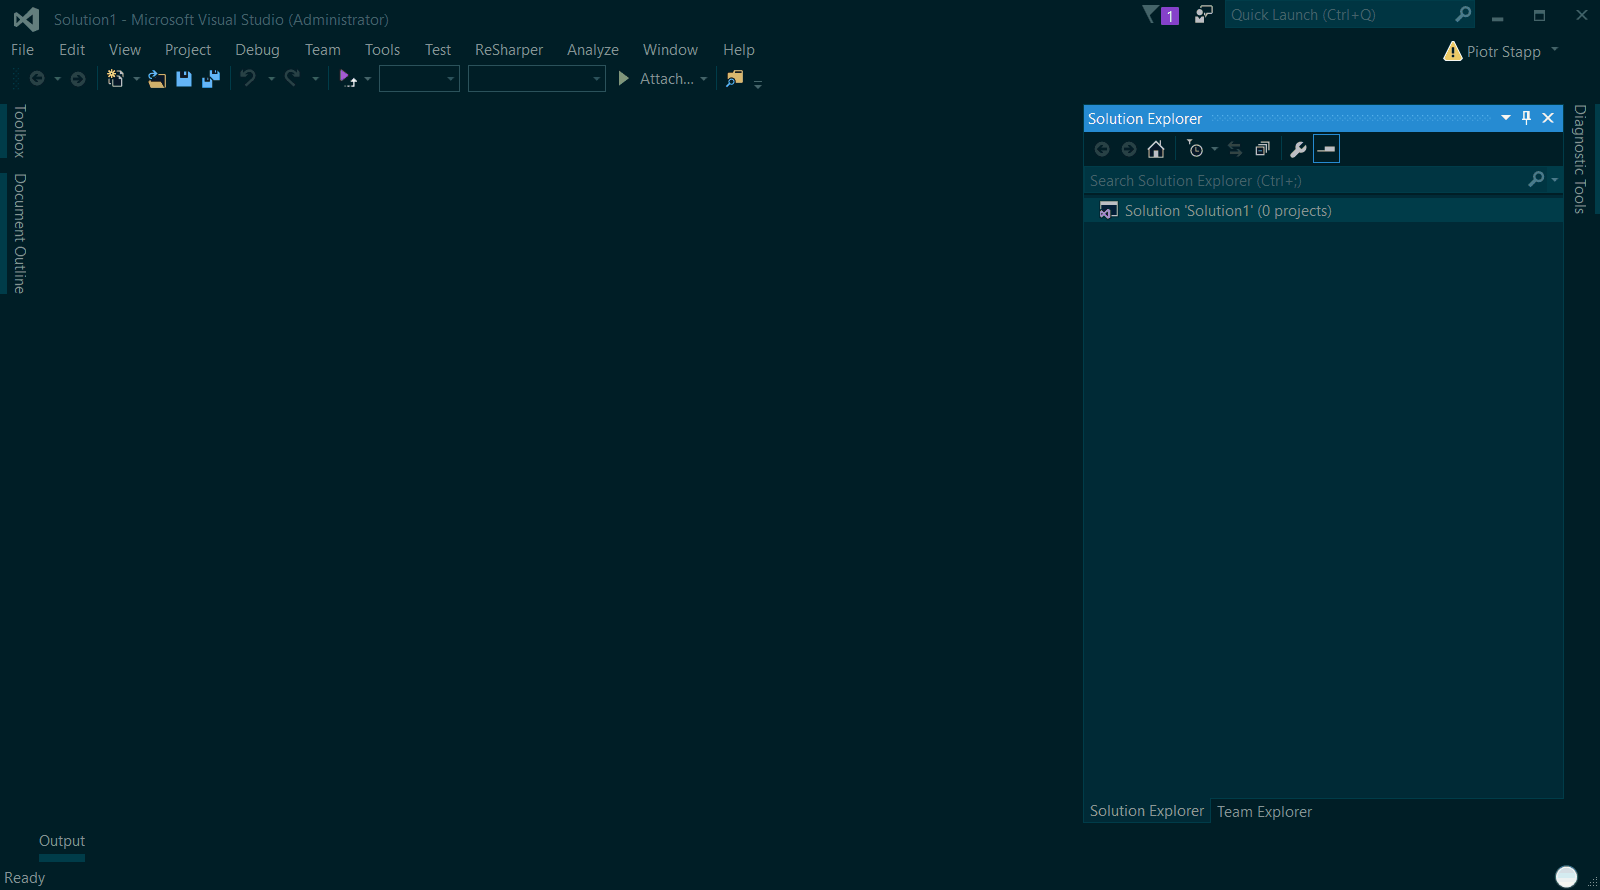 Solution1 - Microsoft Visual Studio (Administrator)
1
Quick Launch (Ctrl+Q)
File Edit View Project Debug Team Tools Test ReSharper Analyze Window Help
Piotr Stapp
Attach...
Toolbox
Document Outline
Solution Explorer
Search Solution Explorer (Ctrl+;)
Solution 'Solution1' (0 projects)
Diagnostic Tools
Solution Explorer Team Explorer
Output
Ready